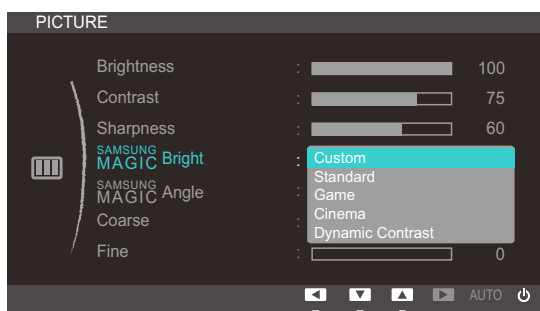 PICTURE
Brightness : 100
Contrast : 75
Sharpness : 60
SAMSUNG MAGIC Bright : Custom
Standard
SAMSUNG MAGIC Angle : Game
Cinema
Coarse : Dynamic Contrast
Fine : 0
AUTO